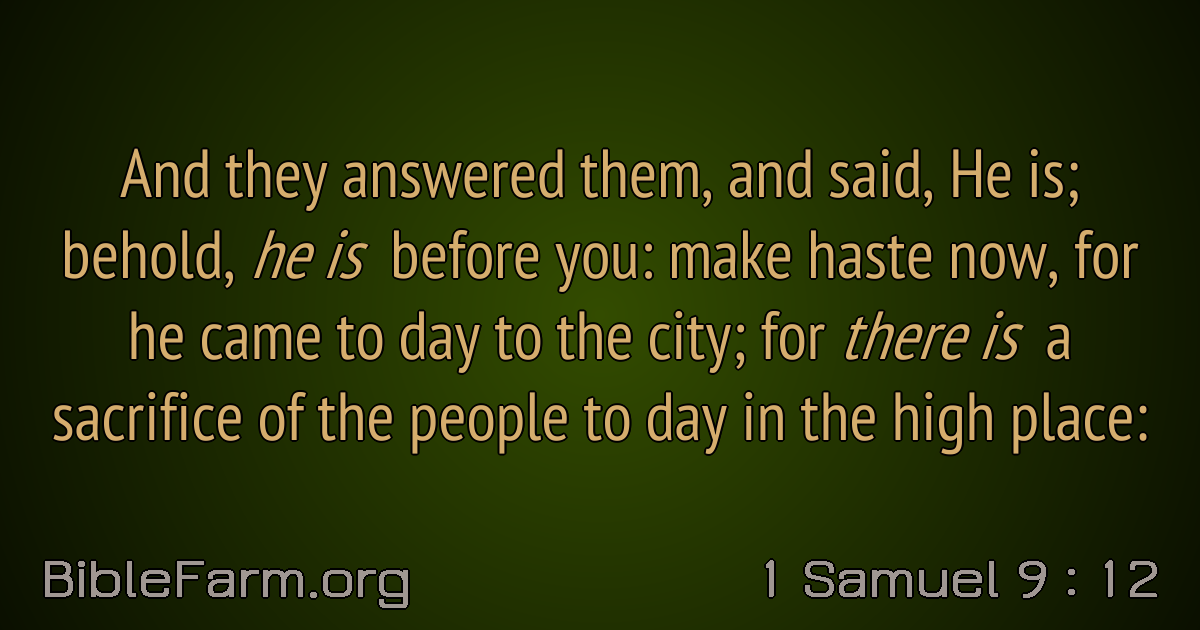 And they answered them, and said, He is;
behold, he is before you: make haste now, for
he came to day to the city; for there is a
sacrifice of the people to day in the high place:
BibleFarm.org
1 Samuel 9 : 12